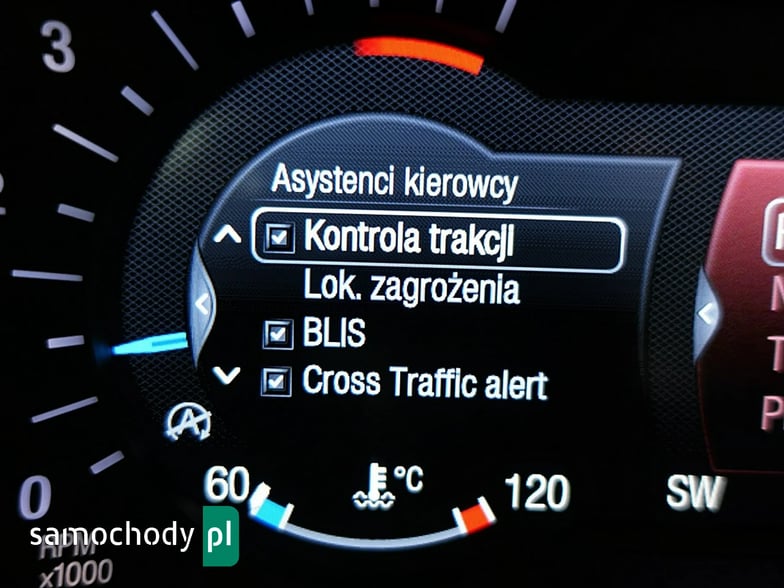 3
Asystenci kierowcy
Kontrola trakcji
Lok. zagrożenia
BLIS
Cross Traffic alert
A
60 °C 120 SW
0
samochody pl
RPM
x1000